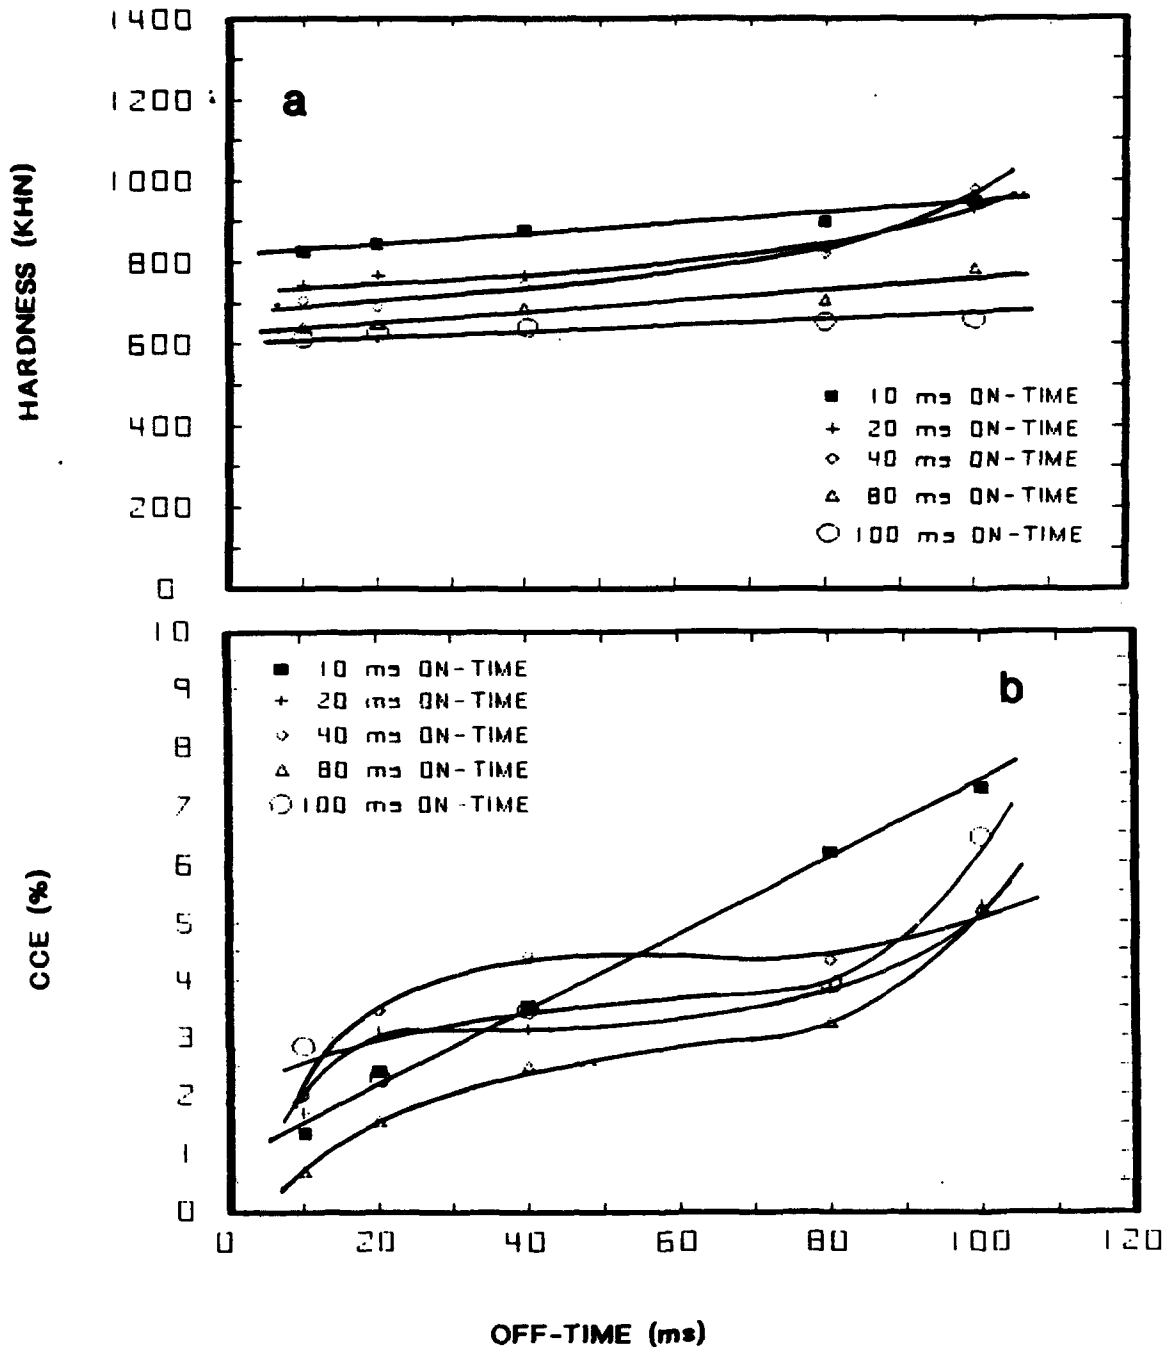 1400
1200
1000
800
600
400
200
0
HARDNESS (KHN)
a
10 ms ON-TIME
20 ms ON-TIME
40 ms ON-TIME
80 ms ON-TIME
100 ms ON-TIME
10
9
8
7
6
5
4
3
2
1
0
CCE (%)
10 ms ON-TIME
20 ms ON-TIME
40 ms ON-TIME
80 ms ON-TIME
100 ms ON-TIME
b
0 20 40 60 80 100 120
OFF-TIME (ms)